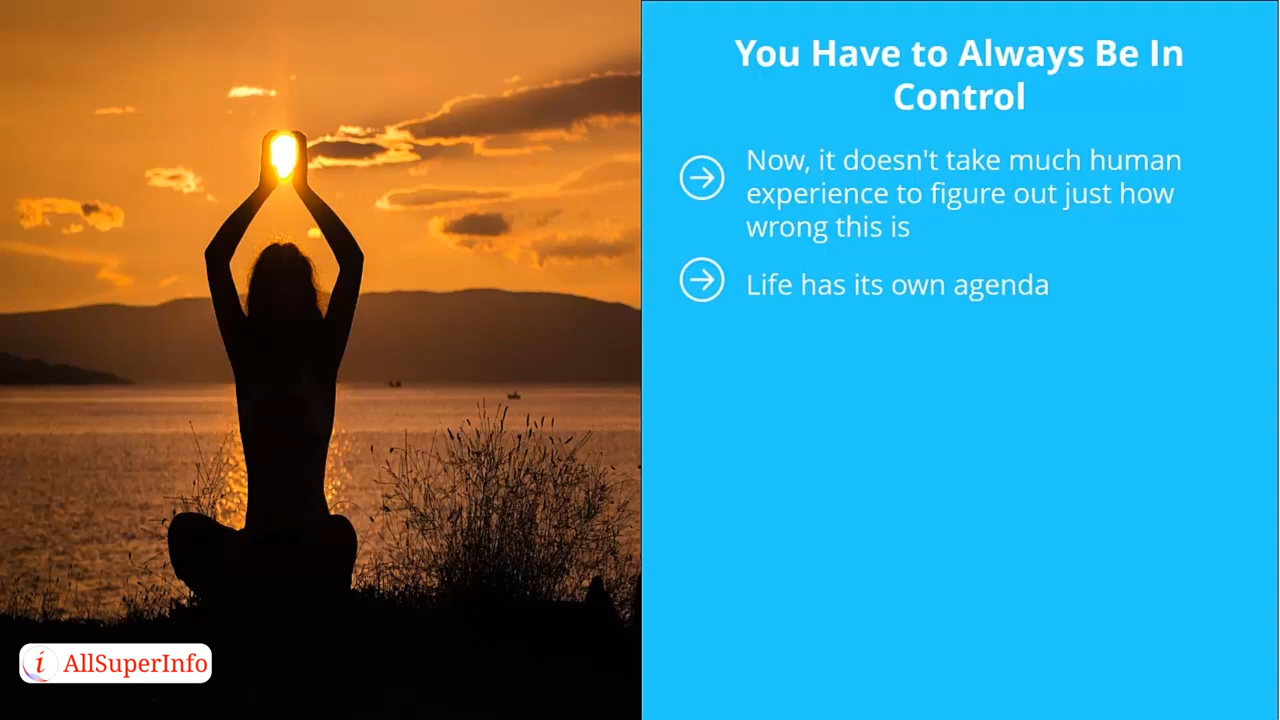 You Have to Always Be In
Control
Now, it doesn't take much human
experience to figure out just how
wrong this is
Life has its own agenda
i AllSuperInfo